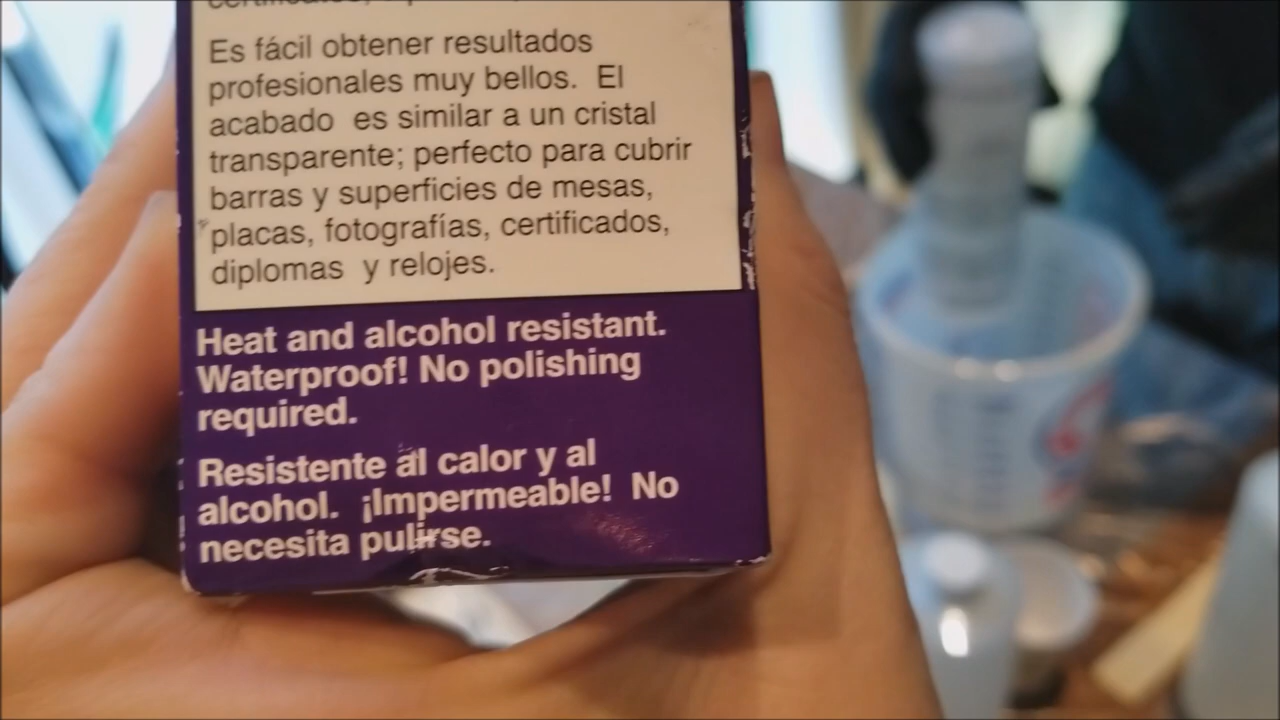 Es fácil obtener resultados
profesionales muy bellos. El
acabado es similar a un cristal
transparente; perfecto para cubrir
barras y superficies de mesas,
placas, fotografías, certificados,
diplomas y relojes.
Heat and alcohol resistant.
Waterproof! No polishing
required.
Resistente al calor y al
alcohol. ¡Impermeable! No
necesita pulirse.